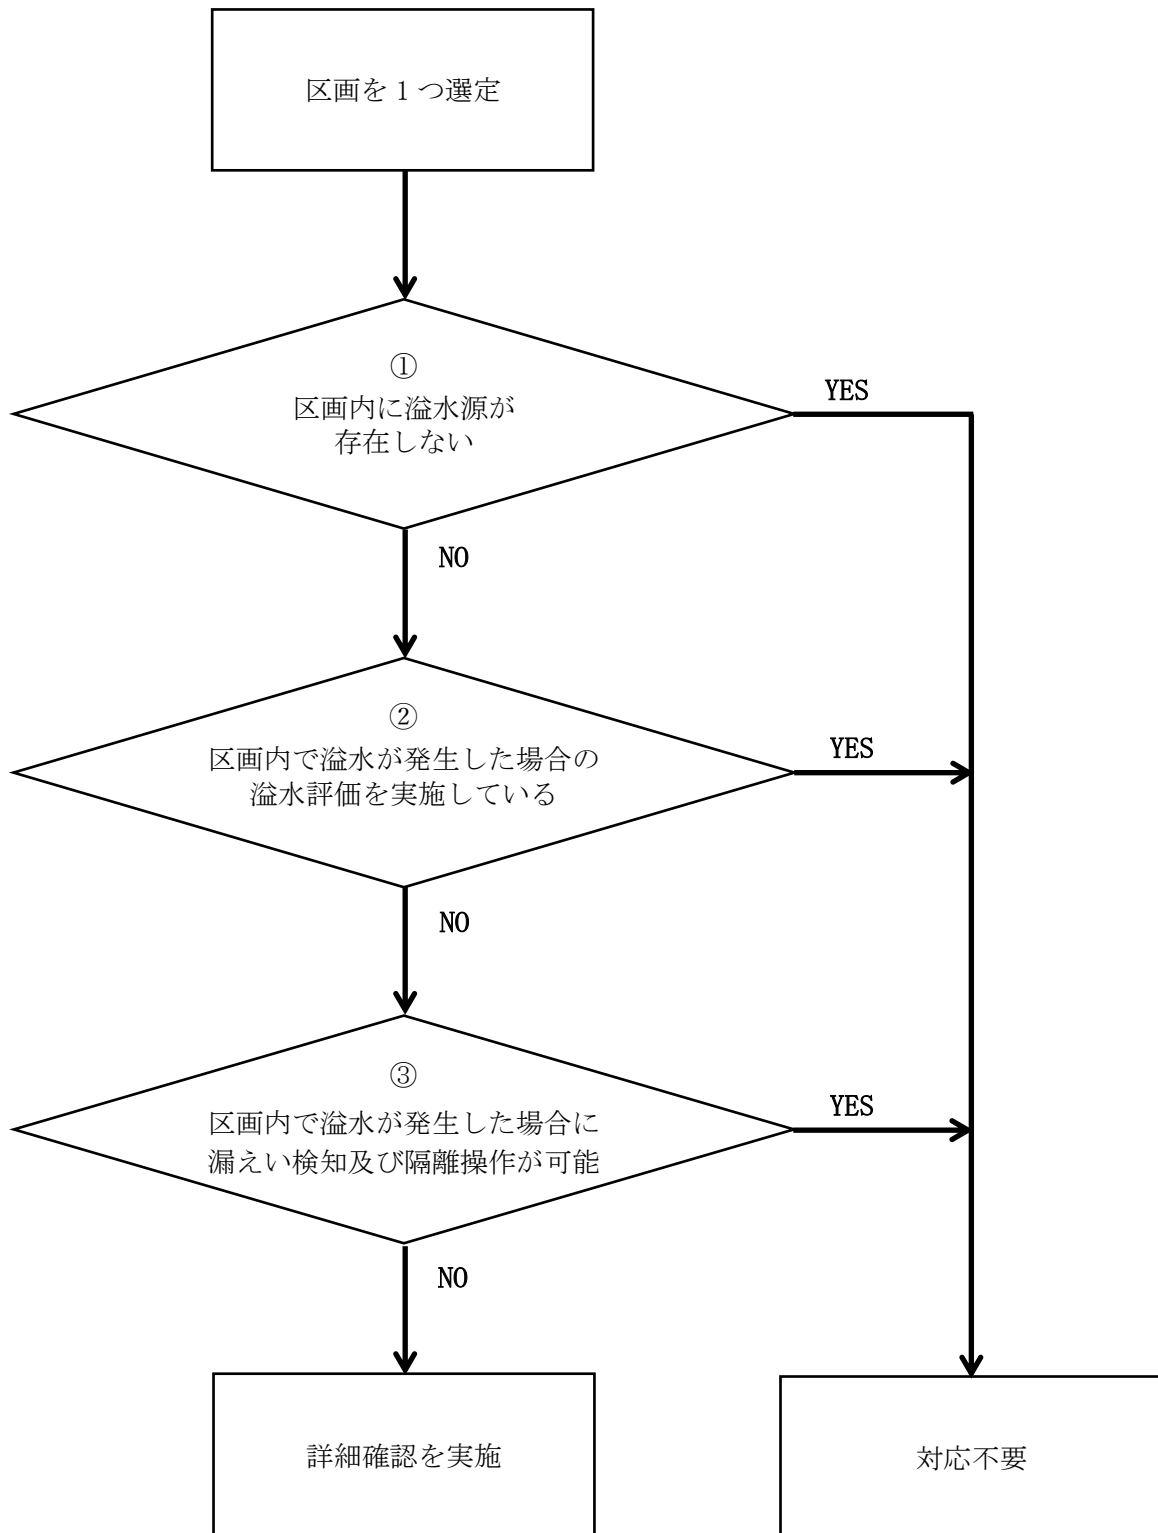 区画を1つ選定
①
区画内に溢水源が
存在しない
YES
NO
②
区画内で溢水が発生した場合の
溢水評価を実施している
YES
NO
③
区画内で溢水が発生した場合に
漏えい検知及び隔離操作が可能
YES
NO
詳細確認を実施
対応不要